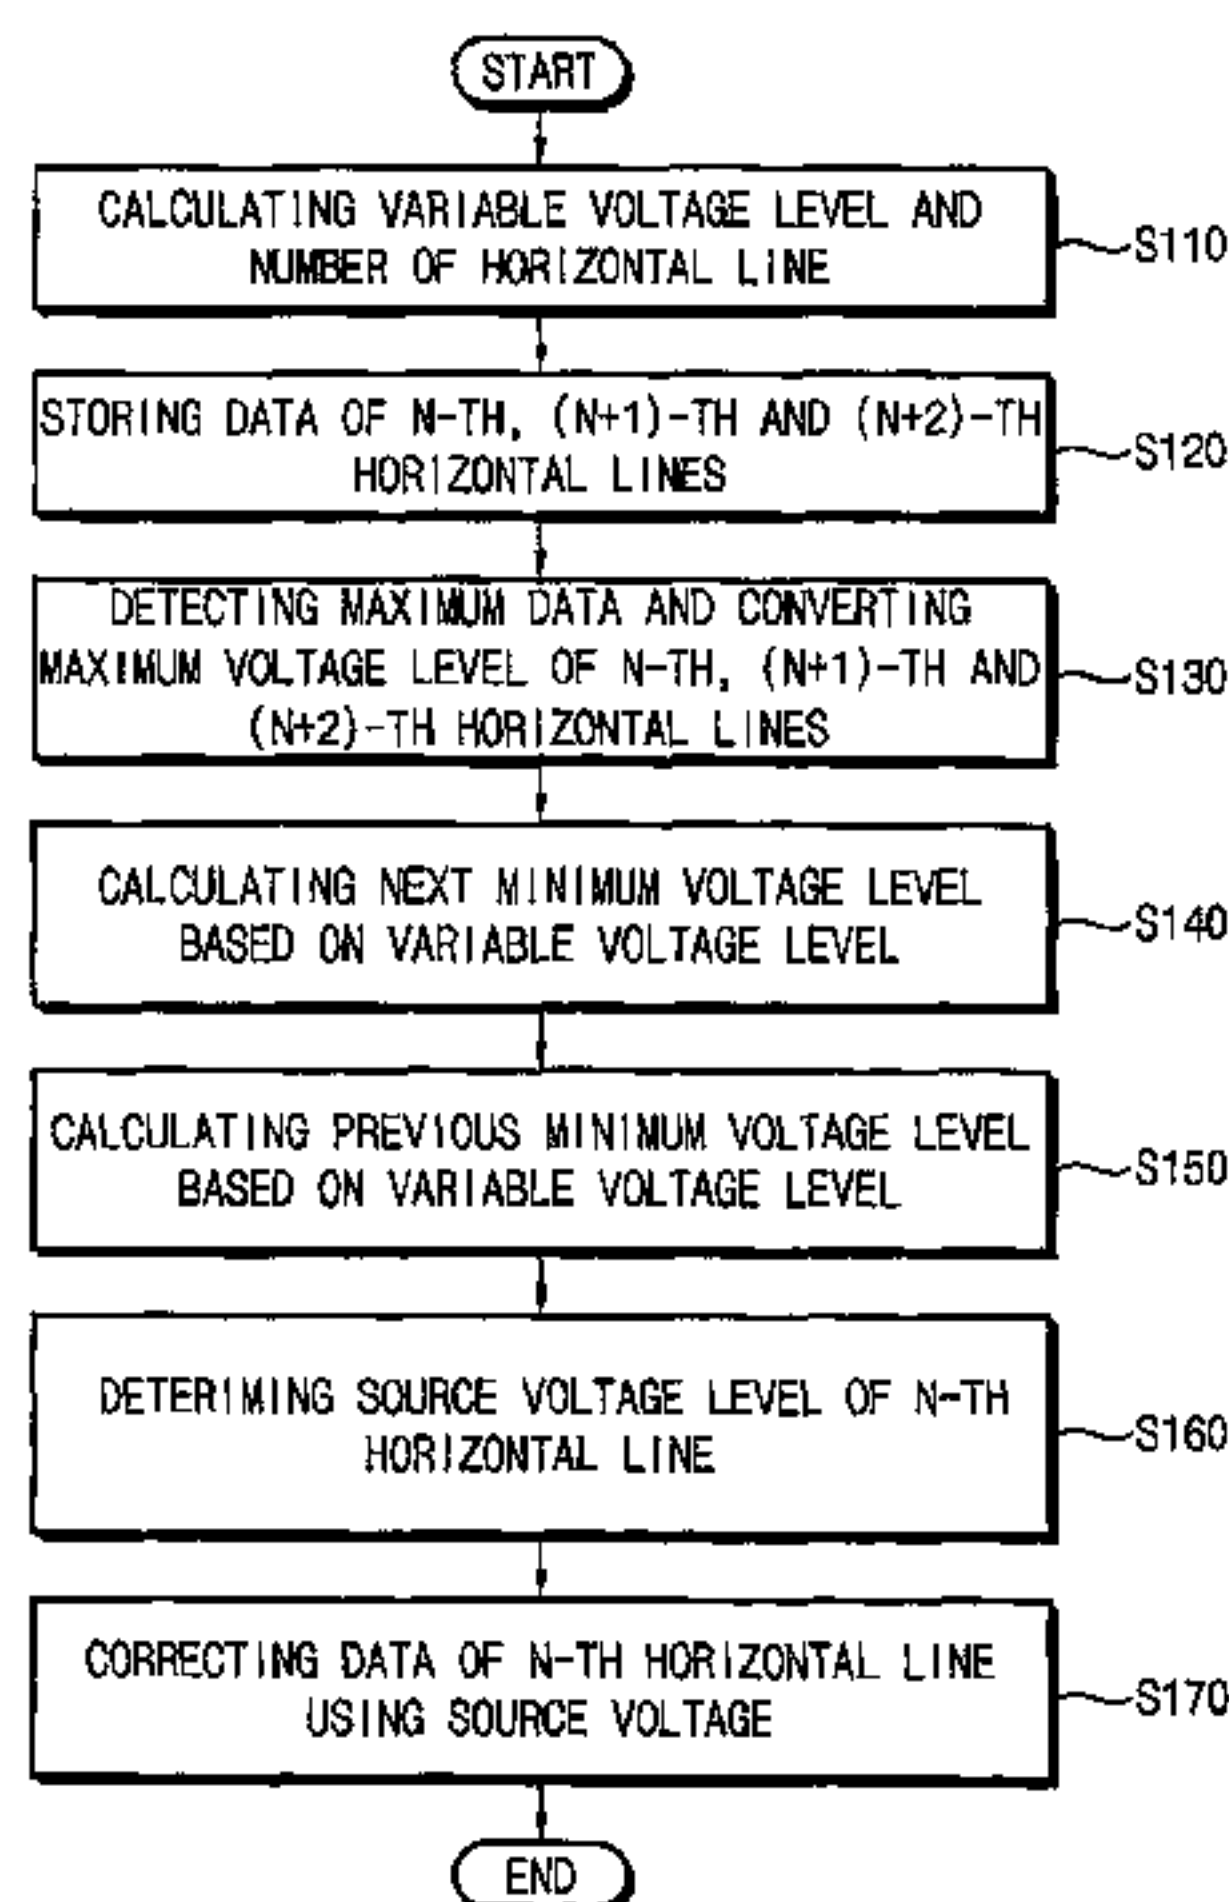 START
CALCULATING VARIABLE VOLTAGE LEVEL AND
NUMBER OF HORIZONTAL LINE
S110
STORING DATA OF N-TH, (N+1)-TH AND (N+2)-TH
HORIZONTAL LINES
S120
DETECTING MAXIMUM DATA AND CONVERTING
MAXIMUM VOLTAGE LEVEL OF N-TH, (N+1)-TH AND
(N+2)-TH HORIZONTAL LINES
S130
CALCULATING NEXT MINIMUM VOLTAGE LEVEL
BASED ON VARIABLE VOLTAGE LEVEL
S140
CALCULATING PREVIOUS MINIMUM VOLTAGE LEVEL
BASED ON VARIABLE VOLTAGE LEVEL
S150
DETERIMING SOURCE VOLTAGE LEVEL OF N-TH
HORIZONTAL LINE
S160
CORRECTING DATA OF N-TH HORIZONTAL LINE
USING SOURCE VOLTAGE
S170
END